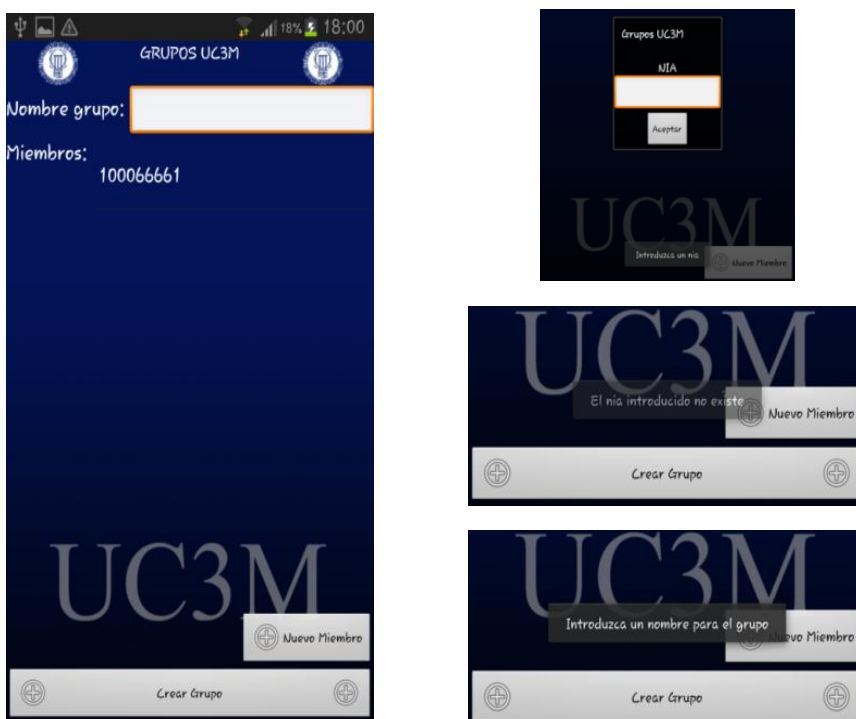 18% 18:00
GRUPOS UC3M
Nombre grupo:
Miembros:
100066661
UC3M
Nuevo Miembro
Crear Grupo
Grupos UC3M
NIA
Aceptar
UC3M
Introduzca un nia
Nuevo Miembro
UC3M
El nia introducido no existe
Nuevo Miembro
Crear Grupo
UC3M
Introduzca un nombre para el grupo
Nuevo Miembro
Crear Grupo